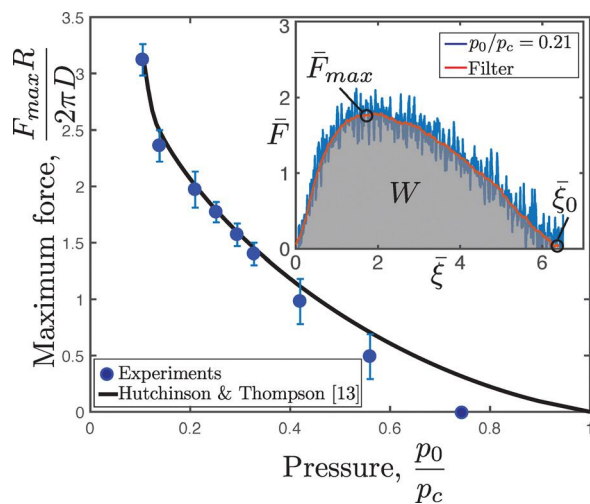 3.5
3
2.5
2
1.5
1
0.5
0
0
0.2
0.4
0.6
0.8
1
Maximum force, F_max R / 2πD
Pressure, p_0 / p_c
Experiments
Hutchinson & Thompson [13]
3
2
1
0
0
2
4
6
F̄
ξ̄
p_0/p_c = 0.21
Filter
F̄_max
W
ξ̄_0